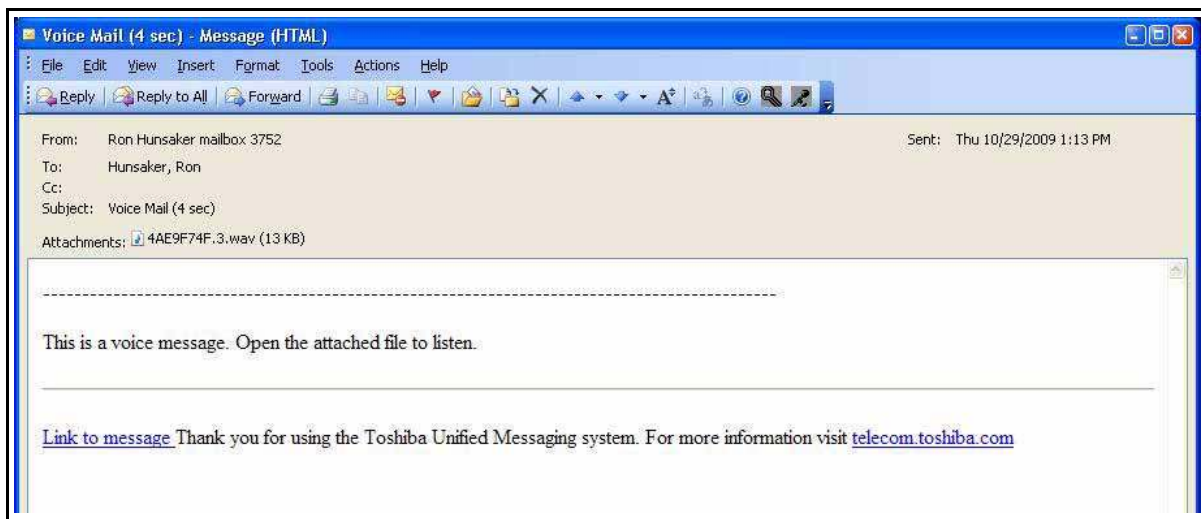 Voice Mail (4 sec) - Message (HTML)
File Edit View Insert Format Tools Actions Help
Reply Reply to All Forward
From: Ron Hunsaker mailbox 3752 Sent: Thu 10/29/2009 1:13 PM
To: Hunsaker, Ron
Cc:
Subject: Voice Mail (4 sec)
Attachments: 4AE9F74F.3.wav (13 KB)
--------------------------------------------------------------------------------------------
This is a voice message. Open the attached file to listen.
Link to message Thank you for using the Toshiba Unified Messaging system. For more information visit telecom.toshiba.com